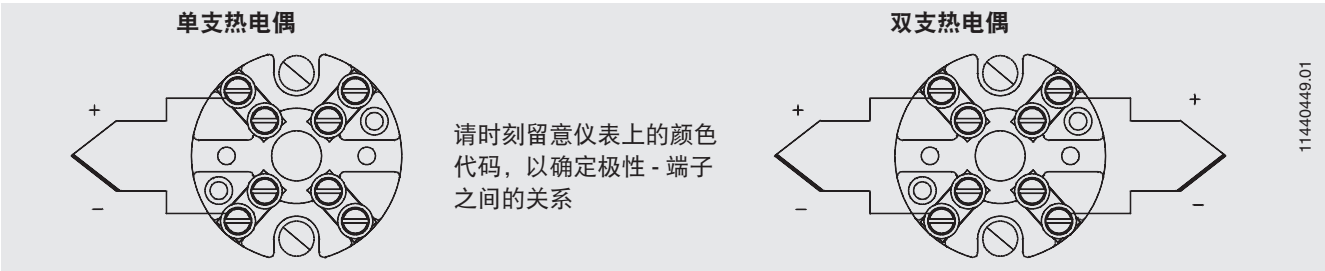 单支热电偶
双支热电偶
+
−
请时刻留意仪表上的颜色
代码，以确定极性 - 端子
之间的关系
+
−
+
−
11440449.01